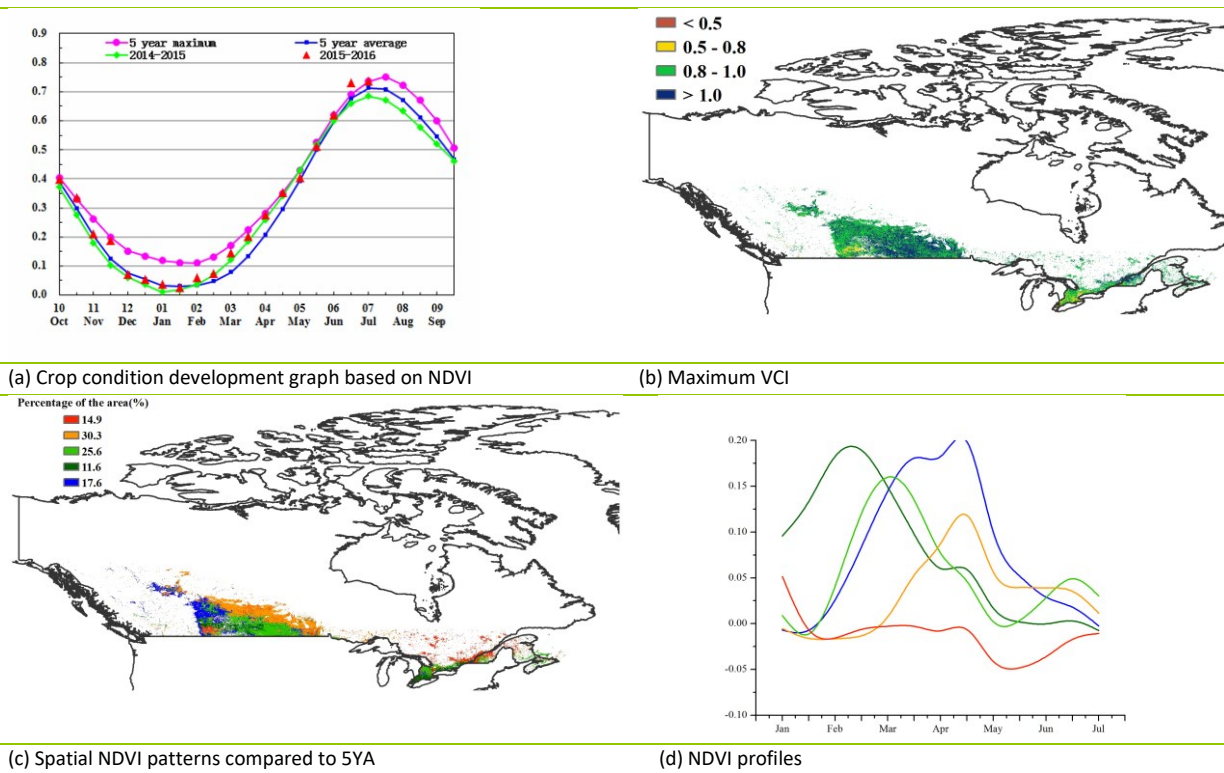 0.9
0.8
0.7
0.6
0.5
0.4
0.3
0.2
0.1
0.0
5 year maximum
5 year average
2014-2015
2015-2016
10 11 12 01 02 03 04 05 06 07 08 09
Oct Nov Dec Jan Feb Mar Apr May Jun Jul Aug Sep
< 0.5
0.5 - 0.8
0.8 - 1.0
> 1.0
(a) Crop condition development graph based on NDVI
(b) Maximum VCI
Percentage of the area(%)
14.9
30.3
25.6
11.6
17.6
0.20
0.15
0.10
0.05
0.00
-0.05
-0.10
Jan Feb Mar Apr May Jun Jul
(c) Spatial NDVI patterns compared to 5YA
(d) NDVI profiles